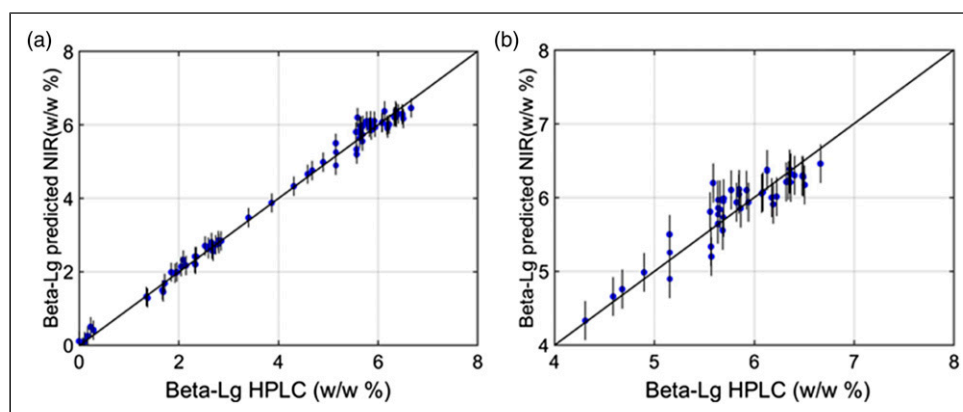 (a)
Beta-Lg predicted NIR(w/w %)
8
6
4
2
0
0 2 4 6 8
Beta-Lg HPLC (w/w %)
(b)
Beta-Lg predicted NIR(w/w %)
8
7
6
5
4
4 5 6 7 8
Beta-Lg HPLC (w/w %)